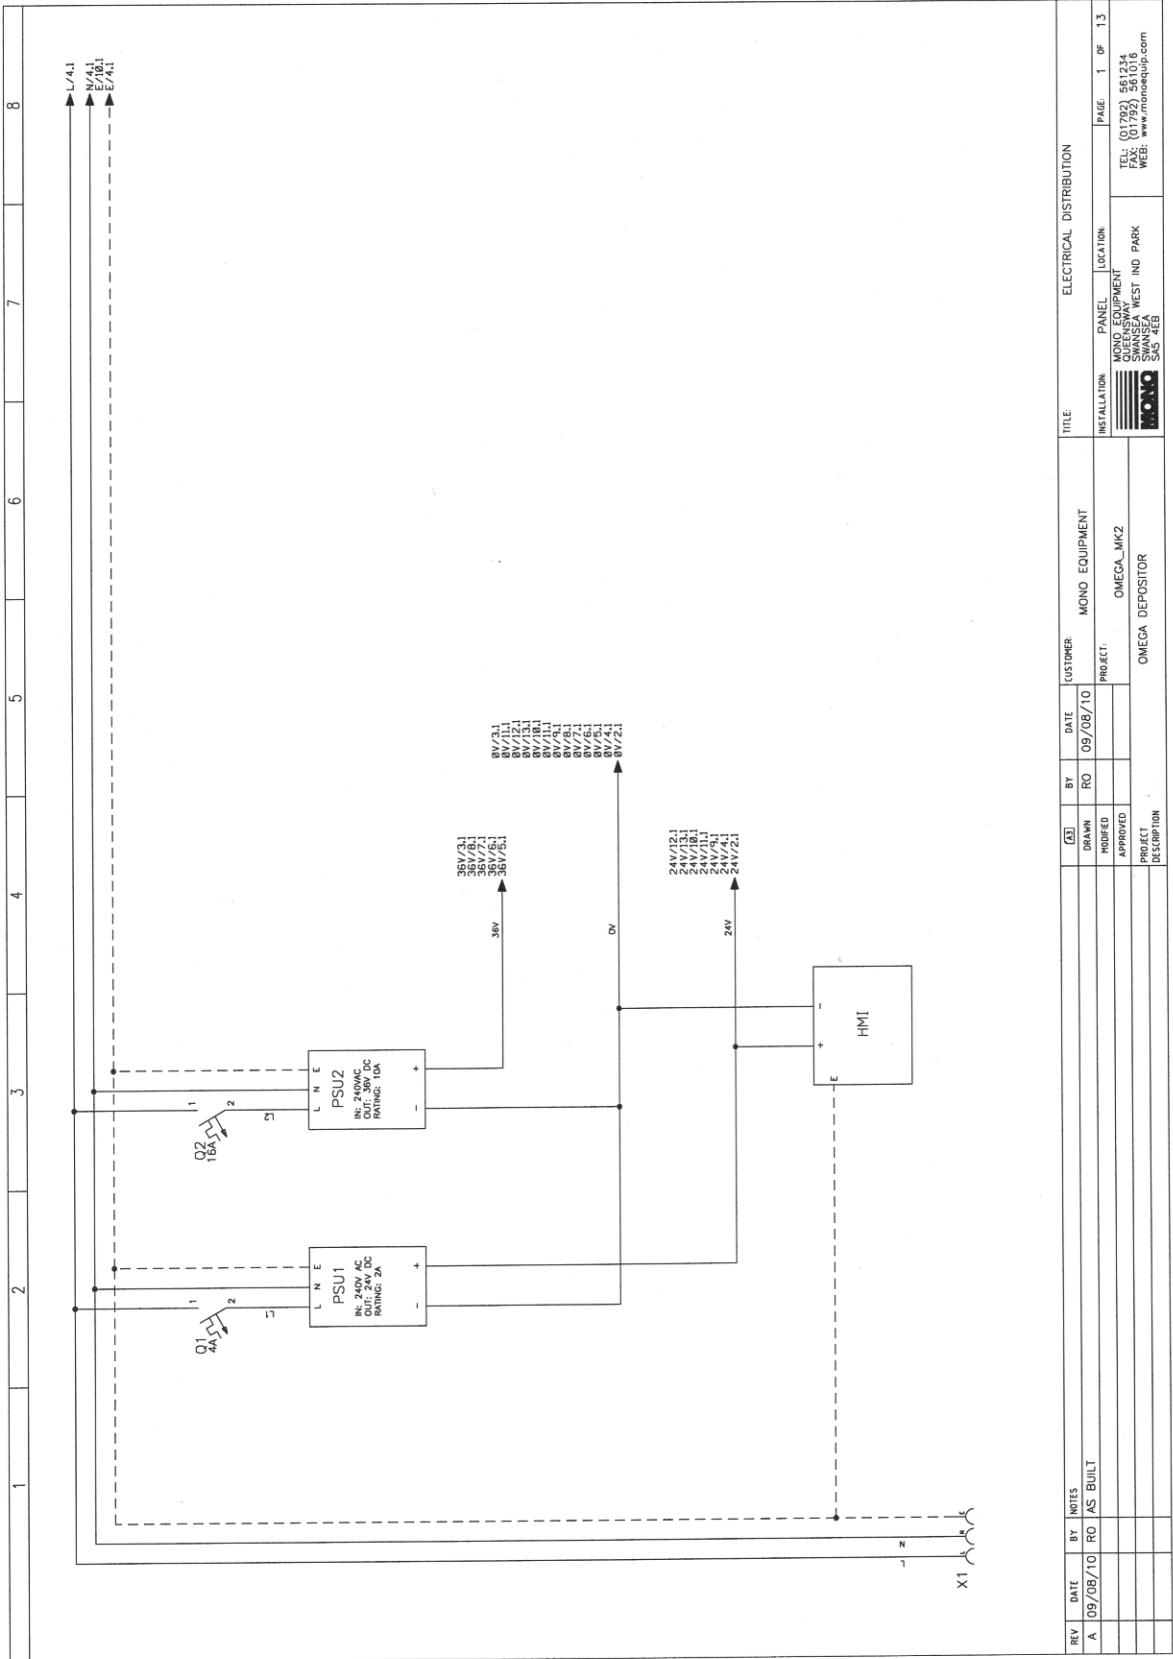 1
2
3
4
5
6
7
8
L/4.1
N/4.1
E/10.1
E/4.1
Q1
4A
1
2
L1
L N E
PSU1
IN: 240V AC
OUT: 24V DC
RATING: 2A
- +
Q2
16A
1
2
L2
L N E
PSU2
IN: 240VAC
OUT: 36V DC
RATING: 10A
- +
36V/3.1
36V/8.1
36V/7.1
36V/6.1
36V/5.1
36V
0V/3.1
0V/11.1
0V/12.1
0V/13.1
0V/10.1
0V/11.1
0V/9.1
0V/8.1
0V/7.1
0V/6.1
0V/5.1
0V/4.1
0V/2.1
0V
24V/12.1
24V/13.1
24V/10.1
24V/11.1
24V/9.1
24V/4.1
24V/2.1
24V
E + -
HMI
L N
X1
L N E
REV DATE BY NOTES
A 09/08/10 RO AS BUILT
A3 BY DATE
DRAWN RO 09/08/10
MODIFIED
APPROVED
PROJECT
DESCRIPTION
OMEGA DEPOSITOR
CUSTOMER:
MONO EQUIPMENT
PROJECT:
OMEGA_MK2
TITLE:
ELECTRICAL DISTRIBUTION
INSTALLATION: PANEL
LOCATION:
PAGE: 1 OF 13
MONO
MONO EQUIPMENT
QUEENSWAY
SWANSEA WEST IND PARK
SWANSEA
SA5 4EB
TEL: (01792) 561234
FAX: (01792) 561016
WEB: www.monoequip.com